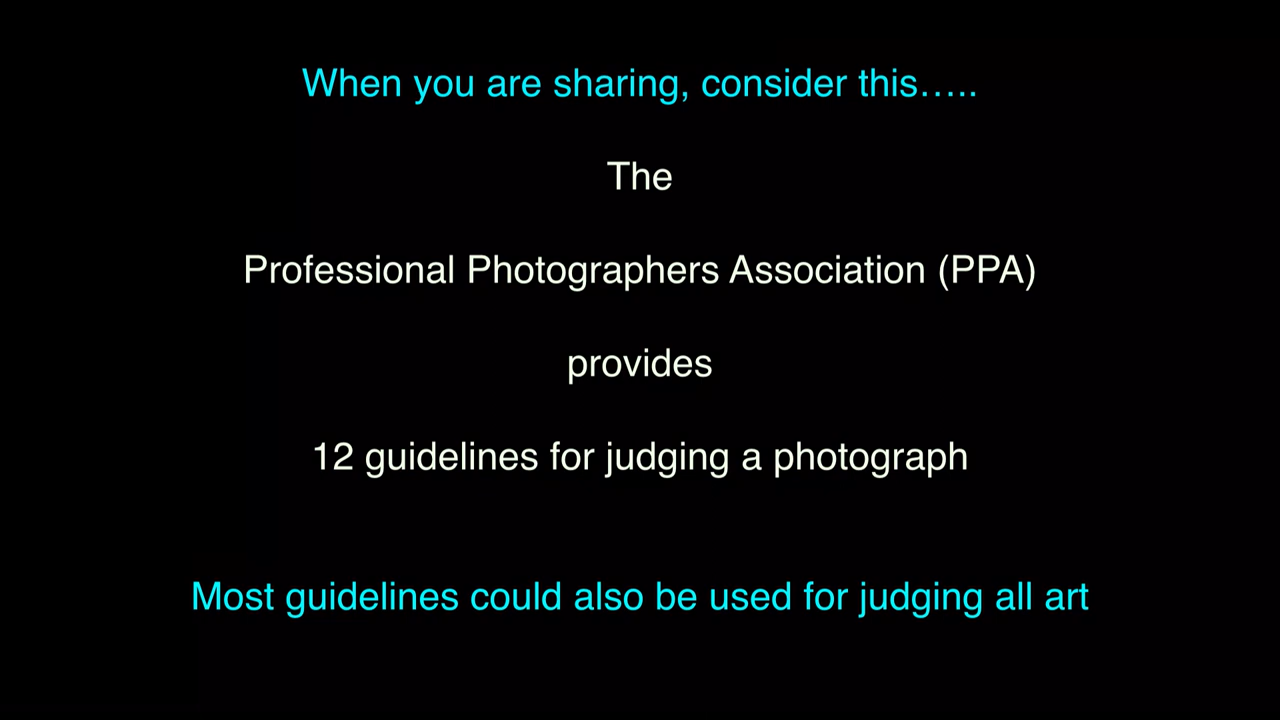 When you are sharing, consider this…..
The
Professional Photographers Association (PPA)
provides
12 guidelines for judging a photograph
Most guidelines could also be used for judging all art